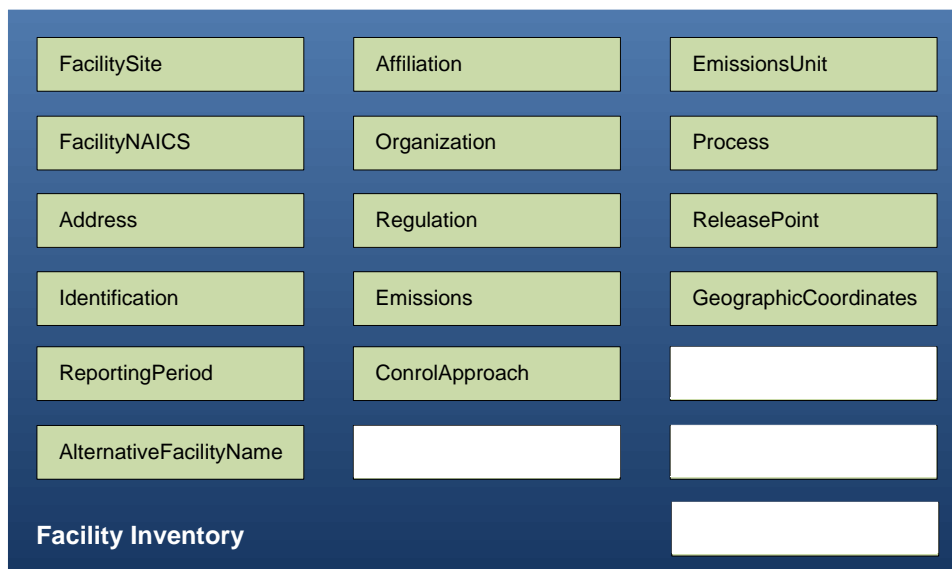 FacilitySite
Affiliation
EmissionsUnit
FacilityNAICS
Organization
Process
Address
Regulation
ReleasePoint
Identification
Emissions
GeographicCoordinates
ReportingPeriod
ConrolApproach
AlternativeFacilityName
Facility Inventory